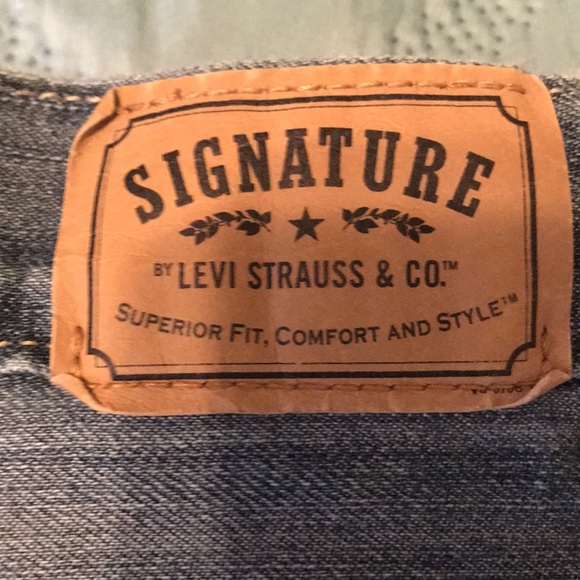 SIGNATURE
BY LEVI STRAUSS & CO.™
SUPERIOR FIT, COMFORT AND STYLE™